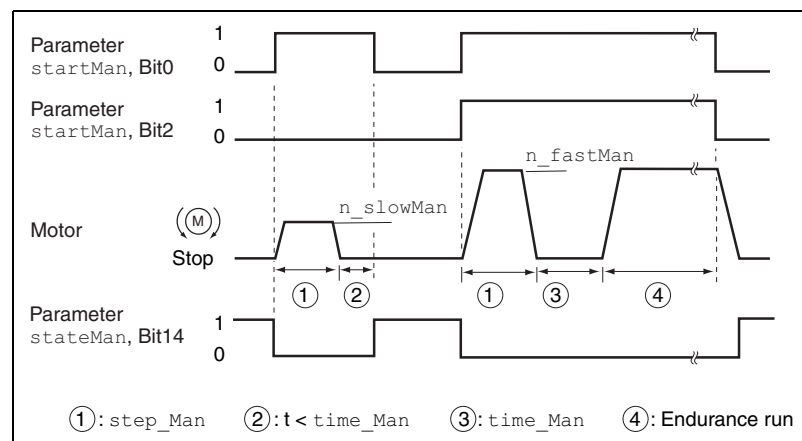 Parameter
startMan, Bit0
1
0
Parameter
startMan, Bit2
1
0
n_fastMan
n_slowMan
Motor
M
Stop
1 2 1 3 4
Parameter
stateMan, Bit14
1
0
1: step_Man 2: t < time_Man 3: time_Man 4: Endurance run